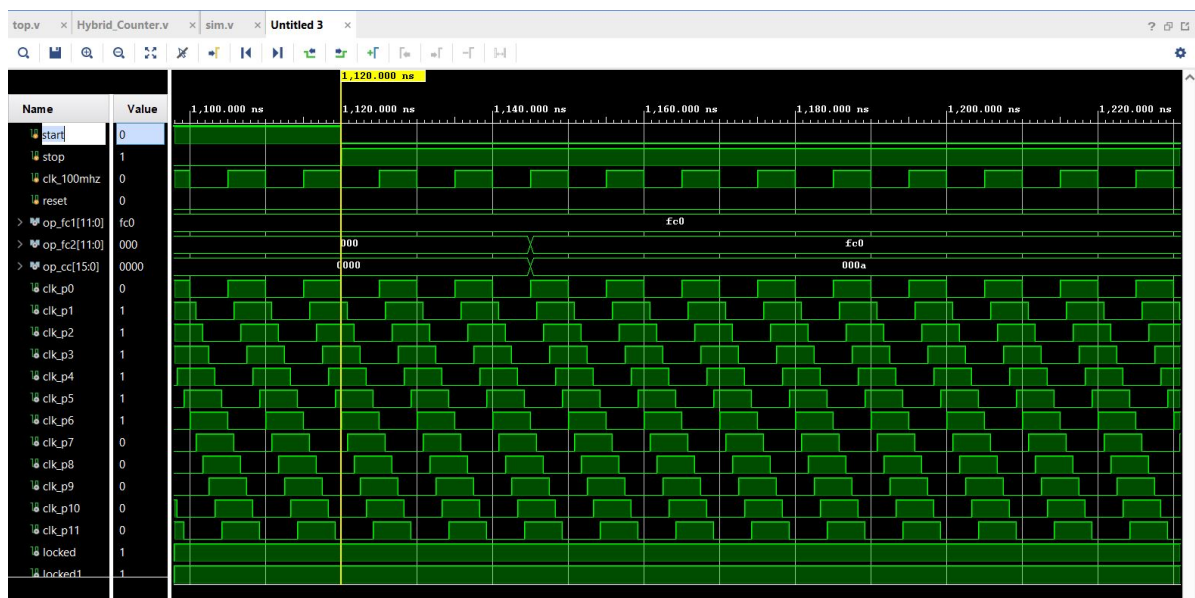 top.v × Hybrid_Counter.v × sim.v × Untitled 3 ×
1,120.000 ns
Name Value 1,100.000 ns 1,120.000 ns 1,140.000 ns 1,160.000 ns 1,180.000 ns 1,200.000 ns 1,220.000 ns
start 0
stop 1
clk_100mhz 0
reset 0
op_fc1[11:0] fc0 fc0
op_fc2[11:0] 000 000 fc0
op_cc[15:0] 0000 0000 000a
clk_p0 0
clk_p1 1
clk_p2 1
clk_p3 1
clk_p4 1
clk_p5 1
clk_p6 1
clk_p7 0
clk_p8 0
clk_p9 0
clk_p10 0
clk_p11 0
locked 1
locked1 1